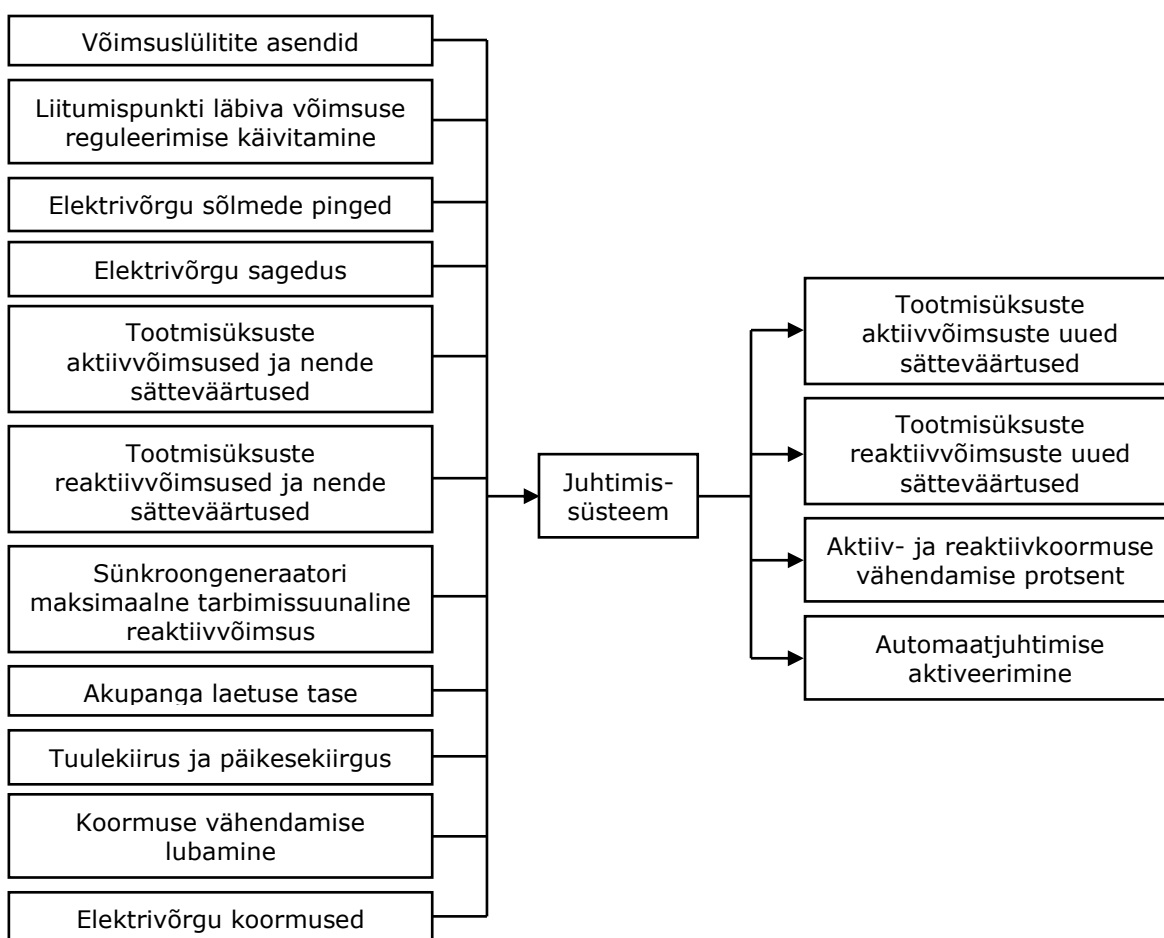 Võimsuslülitite asendid
Liitumispunkti läbiva võimsuse
reguleerimise käivitamine
Elektrivõrgu sõlmede pinged
Elektrivõrgu sagedus
Tootmisüksuste
aktiivvõimsused ja nende
sätteväärtused
Tootmisüksuste
reaktiivvõimsused ja nende
sätteväärtused
Sünkroongeneraatori
maksimaalne tarbimissuunaline
reaktiivvõimsus
Akupanga laetuse tase
Tuulekiirus ja päikesekiirgus
Koormuse vähendamise
lubamine
Elektrivõrgu koormused
Juhtimis-
süsteem
Tootmisüksuste
aktiivvõimsuste uued
sätteväärtused
Tootmisüksuste
reaktiivvõimsuste uued
sätteväärtused
Aktiiv- ja reaktiivkoormuse
vähendamise protsent
Automaatjuhtimise
aktiveerimine